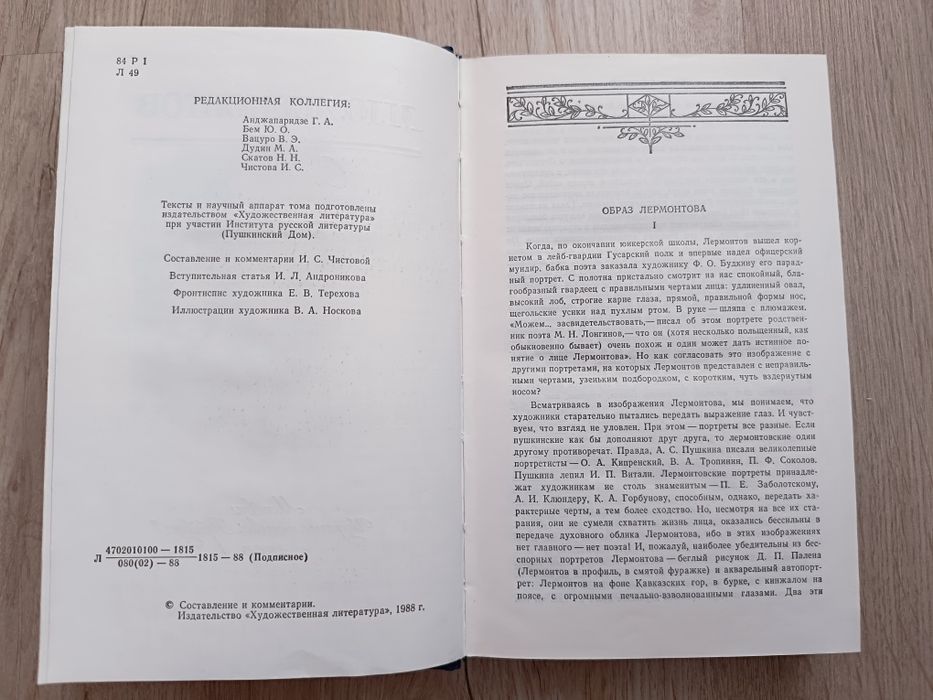 84 Р 1
Л 49
РЕДАКЦИОННАЯ КОЛЛЕГИЯ:
Анджапаридзе Г. А.
Бем Ю. О.
Вацуро В. Э.
Дудин М. А.
Скатов Н. Н.
Чистова И. С.
Тексты и научный аппарат тома подготовлены
издательством «Художественная литература»
при участии Института русской литературы
(Пушкинский Дом).
Составление и комментарии И. С. Чистовой
Вступительная статья И. Л. Андроникова
Фронтиспис художника Е. В. Терехова
Иллюстрации художника В. А. Носкова
Л 4702010100 — 1815
080(02) — 88
1815 — 88 (Подписное)
© Составление и комментарии.
Издательство «Художественная литература», 1988 г.
ОБРАЗ ЛЕРМОНТОВА
I
Когда, по окончании юнкерской школы, Лермонтов вышел кор-
нетом в лейб-гвардии Гусарский полк и впервые надел офицерский
мундир, бабка поэта заказала художнику Ф. О. Будкину его парад-
ный портрет. С полотна пристально смотрит на нас спокойный, бла-
гообразный гвардеец с правильными чертами лица: удлиненный овал,
высокий лоб, строгие карие глаза, прямой, правильной формы нос,
щегольские усики над пухлым ртом. В руке — шляпа с плюмажем.
«Можем... засвидетельствовать, — писал об этом портрете родствен-
ник поэта М. Н. Лонгинов, — что он (хотя несколько польщенный, как
обыкновенно бывает) очень похож и один может дать истинное по-
нятие о лице Лермонтова». Но как согласовать это изображение с
другими портретами, на которых Лермонтов представлен с неправиль-
ными чертами, узеньким подбородком, с коротким, чуть вздернутым
носом?
Всматриваясь в изображения Лермонтова, мы понимаем, что
художники старательно пытались передать выражение глаз. И чувст-
вуем, что взгляд не уловлен. При этом — портреты все разные. Если
пушкинские как бы дополняют друг друга, то лермонтовские один
другому противоречат. Правда, А. С. Пушкина писали великолепные
портретисты — О. А. Кипренский, В. А. Тропинин, П. Ф. Соколов.
Пушкина лепил И. П. Витали. Лермонтовские портреты принадле-
жат художникам не столь знаменитым — П. Е. Заболотскому,
А. И. Клюндеру, К. А. Горбунову, способным, однако, передать ха-
рактерные черты, а тем более сходство. Но, несмотря на все их ста-
рания, они не сумели схватить жизнь лица, оказались бессильны в
передаче духовного облика Лермонтова, ибо в этих изображениях
нет главного — нет поэта! И, пожалуй, наиболее убедительны из бес-
спорных портретов Лермонтова — беглый рисунок Д. П. Палена
(Лермонтов в профиль, в смятой фуражке) и акварельный автопорт-
рет: Лермонтов на фоне Кавказских гор, в бурке, с кинжалом на
поясе, с огромными печально-взволнованными глазами. Два эти